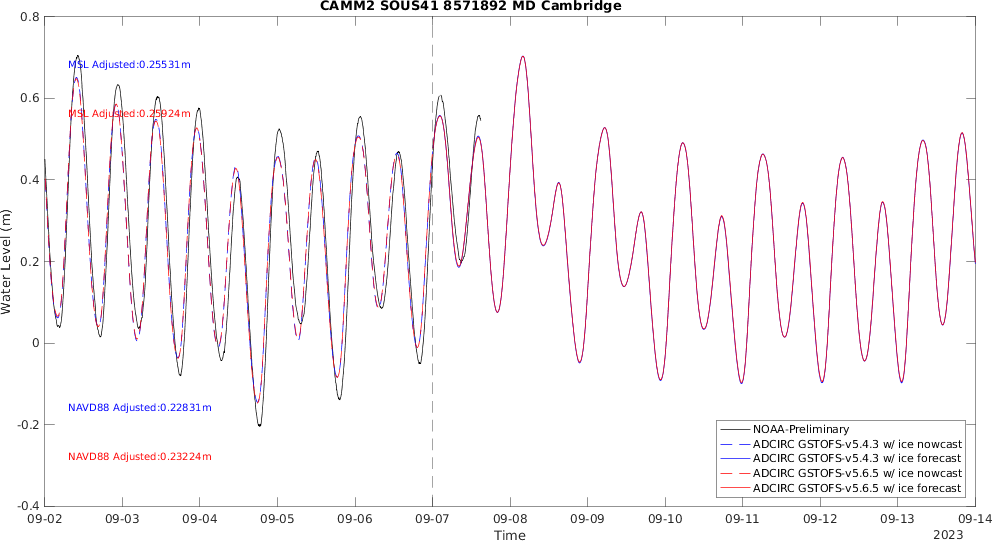 CAMM2 SOUS41 8571892 MD Cambridge
0.8
0.6
0.4
0.2
0
-0.2
-0.4
Water Level (m)
MSL Adjusted:0.25531m
MSL Adjusted:0.25924m
NAVD88 Adjusted:0.22831m
NAVD88 Adjusted:0.23224m
NOAA-Preliminary
ADCIRC GSTOFS-v5.4.3 w/ ice nowcast
ADCIRC GSTOFS-v5.4.3 w/ ice forecast
ADCIRC GSTOFS-v5.6.5 w/ ice nowcast
ADCIRC GSTOFS-v5.6.5 w/ ice forecast
09-02 09-03 09-04 09-05 09-06 09-07 09-08 09-09 09-10 09-11 09-12 09-13 09-14
Time
2023